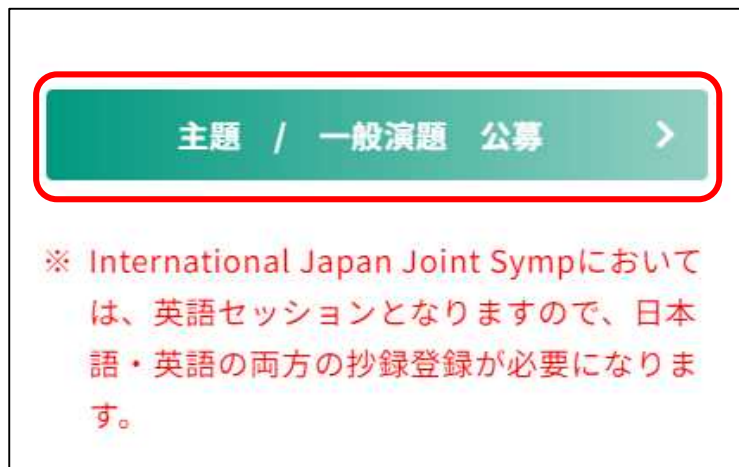 主題 / 一般演題 公募 >
※ International Japan Joint Sympにおいて
は、英語セッションとなりますので、日本
語・英語の両方の抄録登録が必要になりま
す。